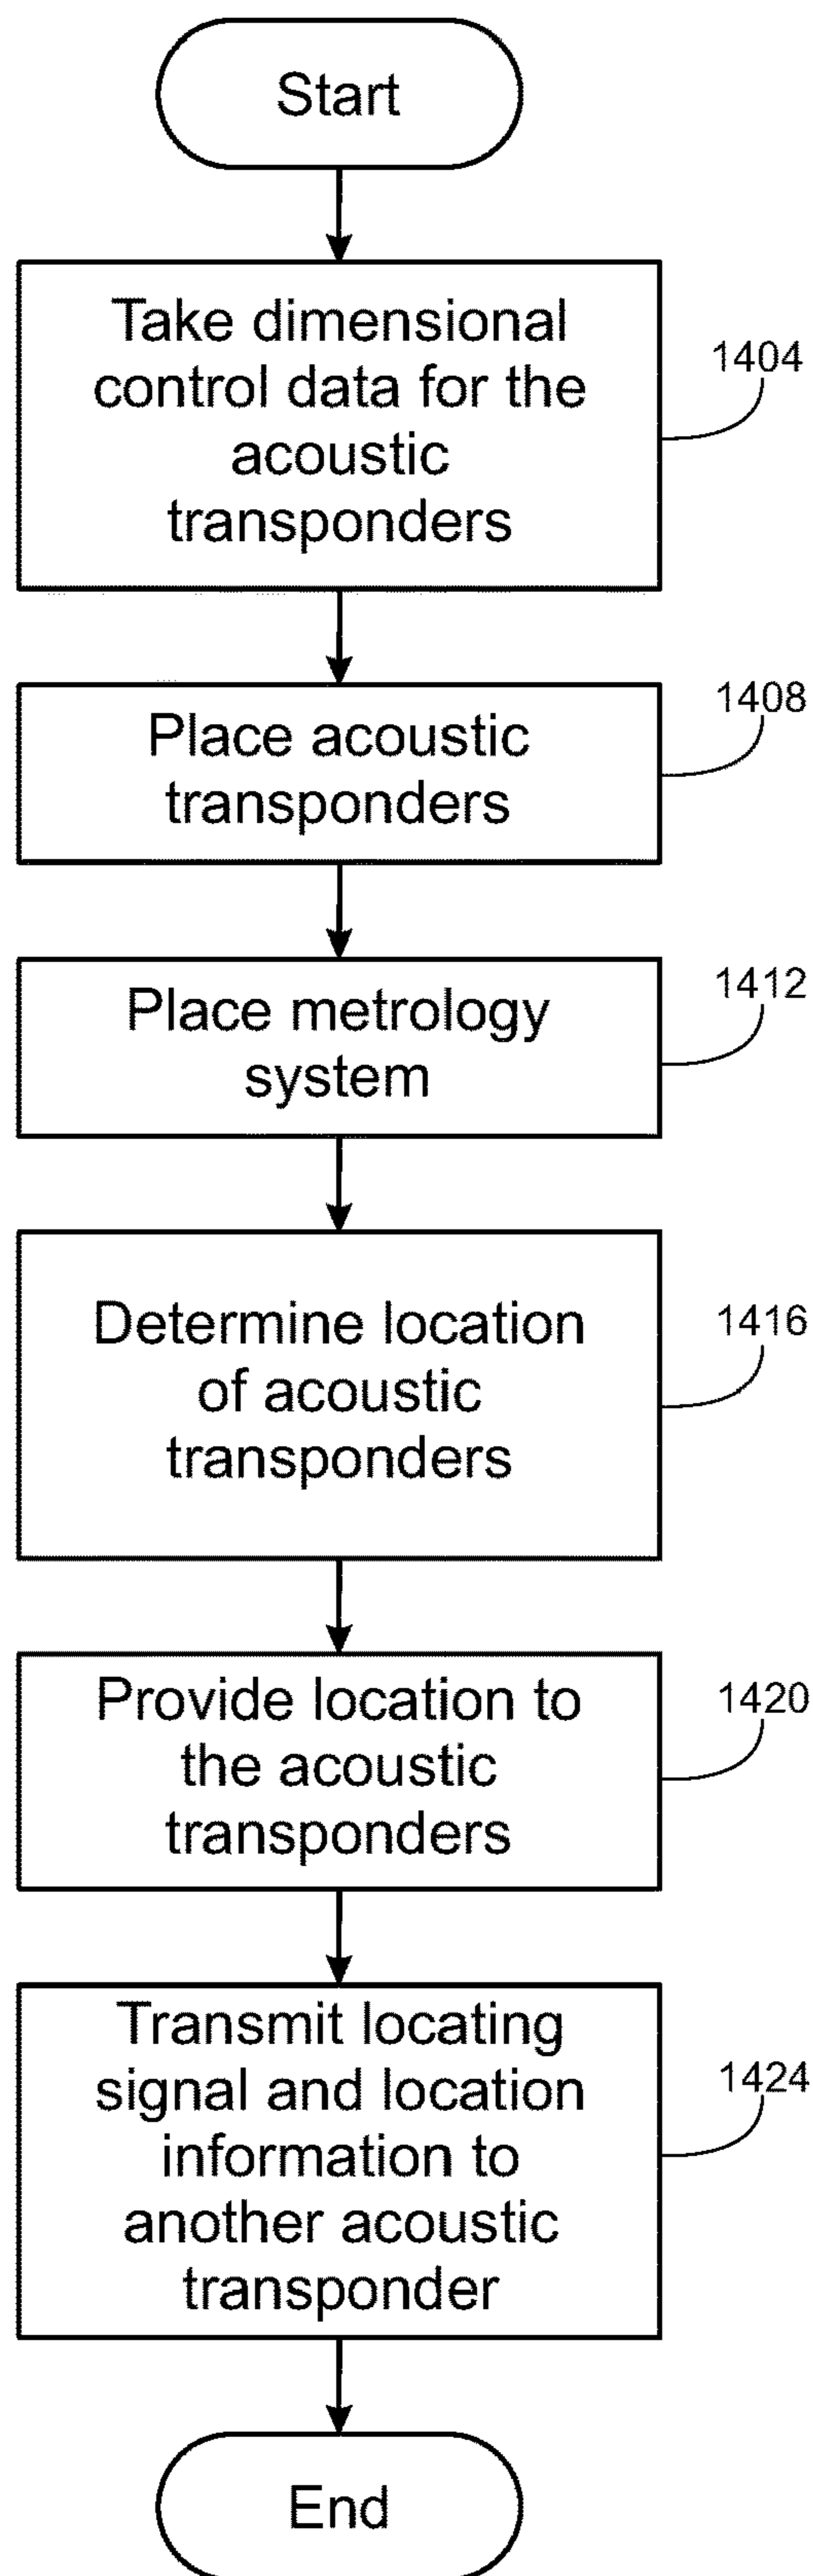 Start
Take dimensional
control data for the
acoustic
transponders
1404
Place acoustic
transponders
1408
Place metrology
system
1412
Determine location
of acoustic
transponders
1416
Provide location to
the acoustic
transponders
1420
Transmit locating
signal and location
information to
another acoustic
transponder
1424
End